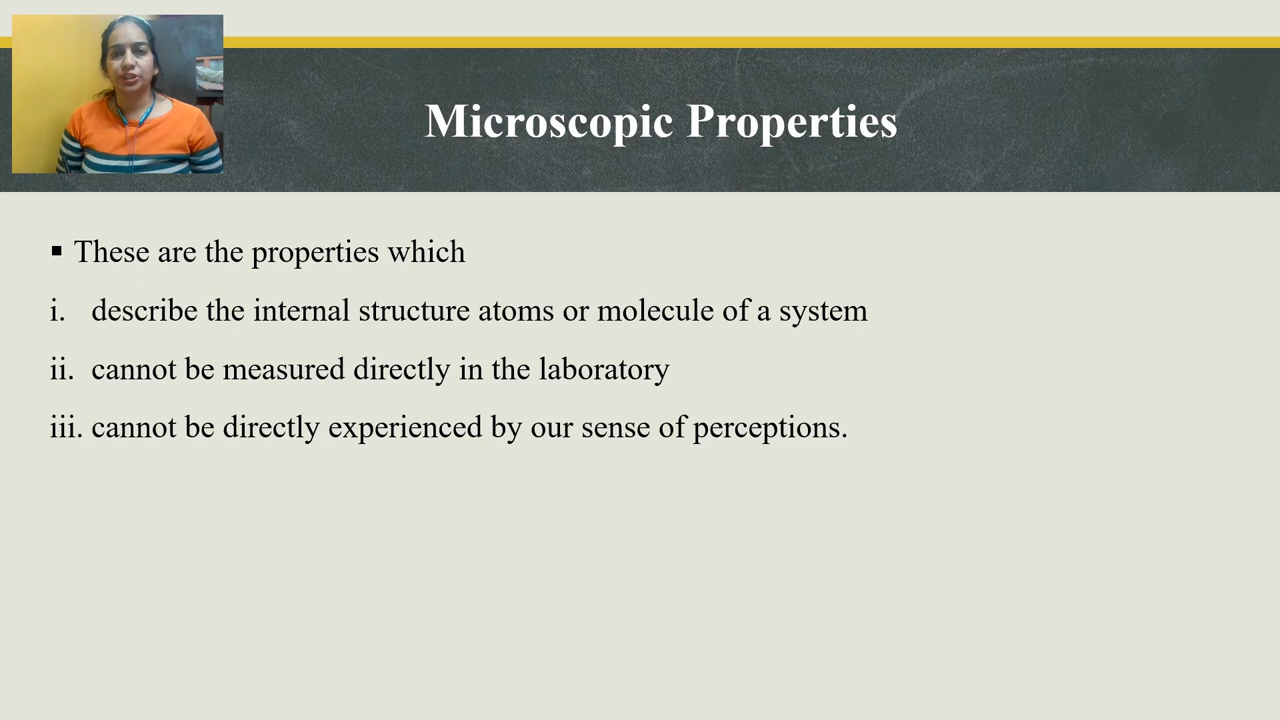 Microscopic Properties
▪ These are the properties which
i. describe the internal structure atoms or molecule of a system
ii. cannot be measured directly in the laboratory
iii. cannot be directly experienced by our sense of perceptions.